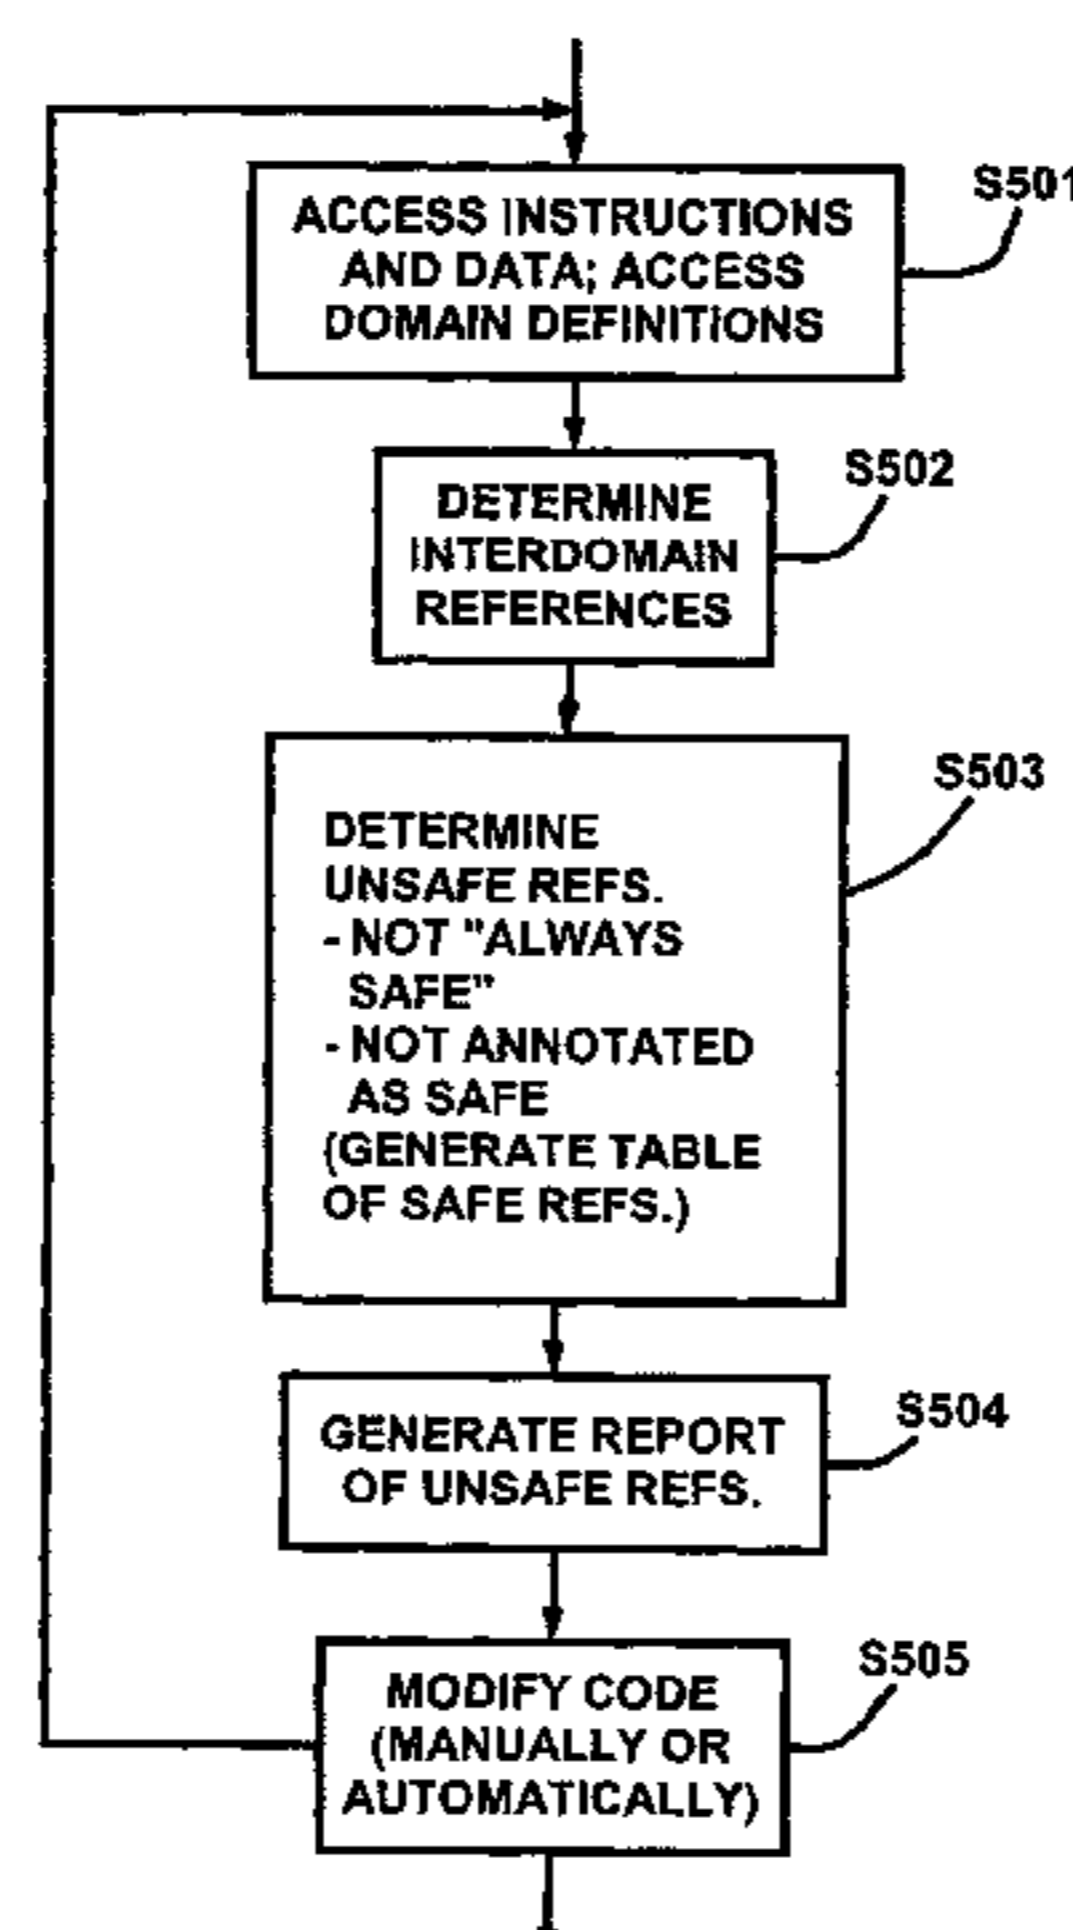 S501
ACCESS INSTRUCTIONS
AND DATA; ACCESS
DOMAIN DEFINITIONS
S502
DETERMINE
INTERDOMAIN
REFERENCES
S503
DETERMINE
UNSAFE REFS.
- NOT "ALWAYS
SAFE"
- NOT ANNOTATED
AS SAFE
(GENERATE TABLE
OF SAFE REFS.)
S504
GENERATE REPORT
OF UNSAFE REFS.
S505
MODIFY CODE
(MANUALLY OR
AUTOMATICALLY)